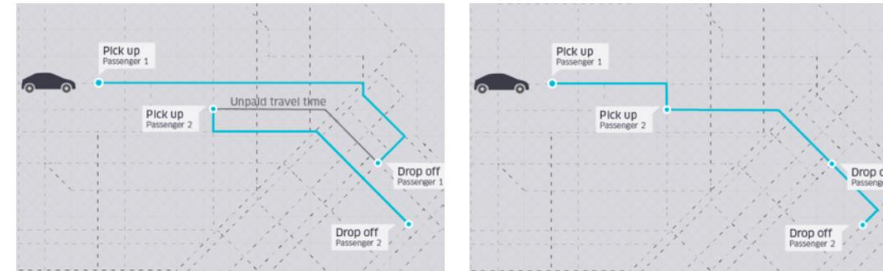 Pick up
Passenger 1
Unpaid travel time
Pick up
Passenger 2
Drop off
Passenger 1
Drop off
Passenger 2
Pick up
Passenger 1
Pick up
Passenger 2
Drop
Drop off
Passenger 2